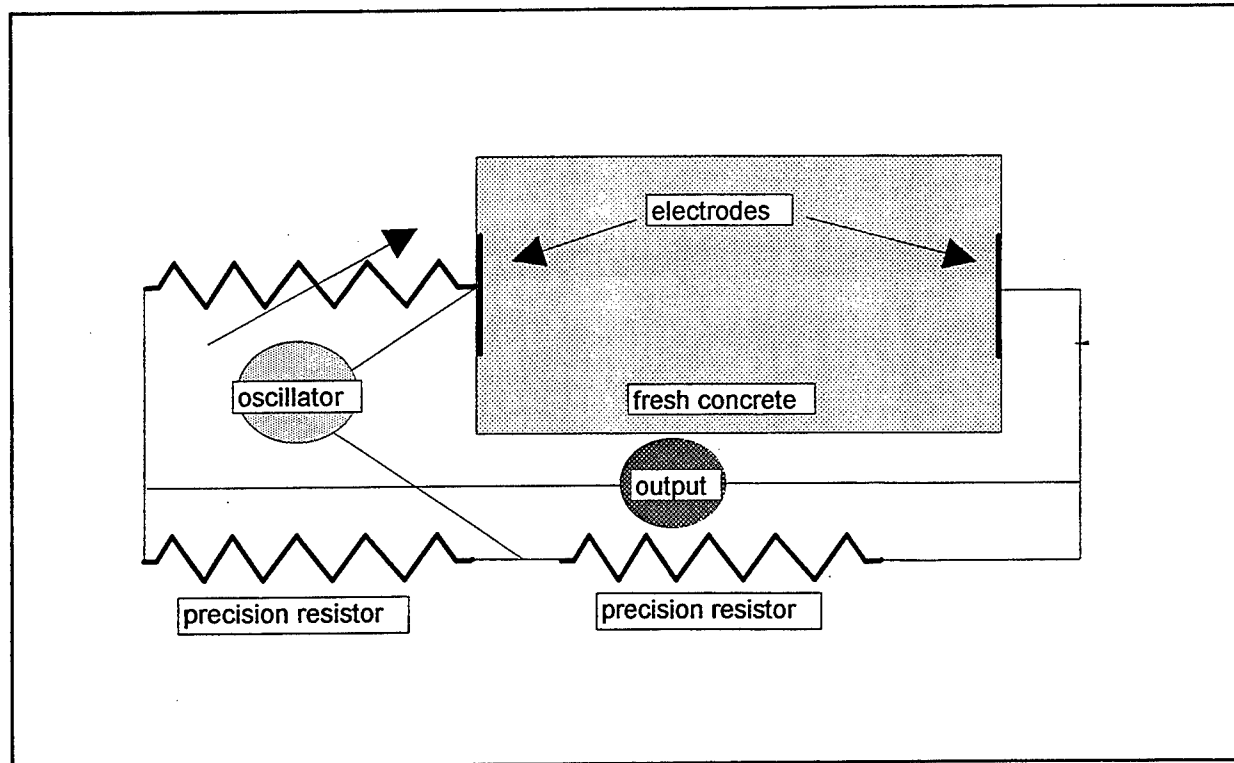 electrodes
oscillator
fresh concrete
output
precision resistor
precision resistor